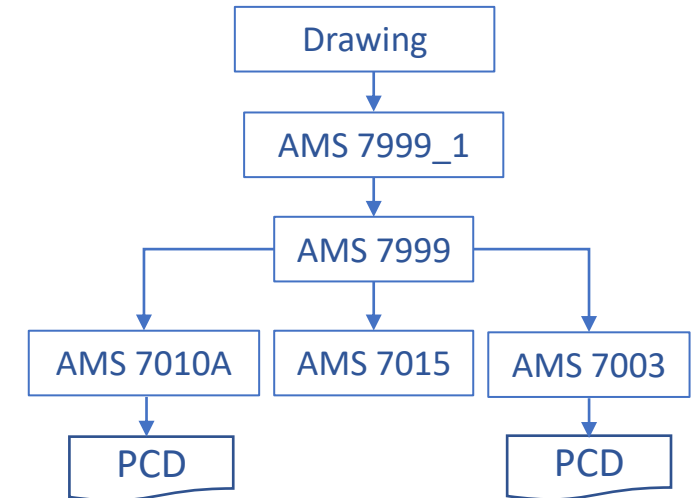 Drawing
AMS 7999_1
AMS 7999
AMS 7010A
AMS 7015
AMS 7003
PCD
PCD